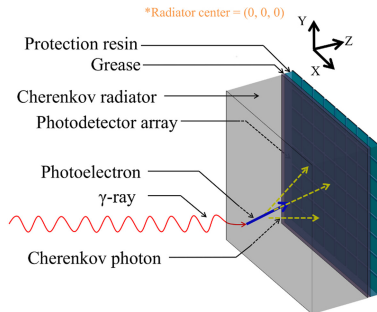 *Radiator center = (0, 0, 0)
Y
Z
X
Protection resin
Grease
Cherenkov radiator
Photodetector array
Photoelectron
γ-ray
Cherenkov photon